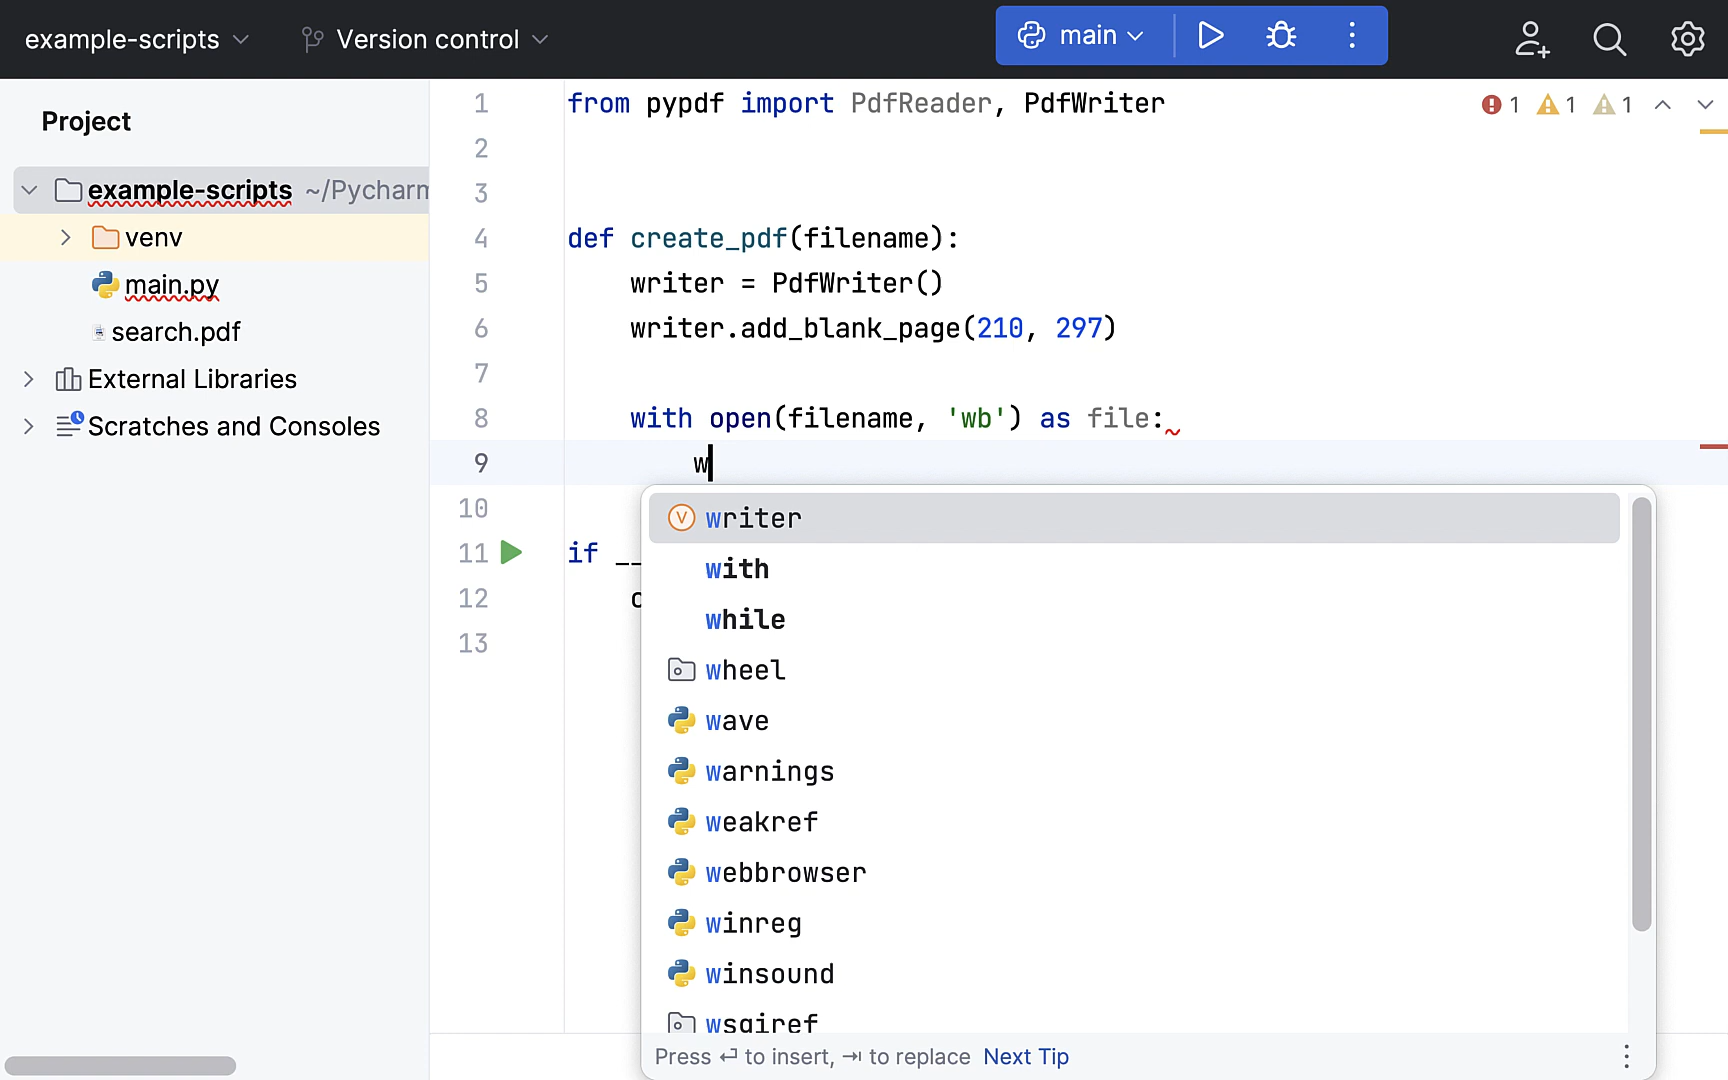 example-scripts
Version control
main
Project
example-scripts ~/Pycharm
venv
main.py
search.pdf
External Libraries
Scratches and Consoles
1 from pypdf import PdfReader, PdfWriter
1 1 1
2
3
4 def create_pdf(filename):
5 writer = PdfWriter()
6 writer.add_blank_page(210, 297)
7
8 with open(filename, 'wb') as file:
9 w
10
11 if __
12 c
13
writer
with
while
wheel
wave
warnings
weakref
webbrowser
winreg
winsound
wsgiref
Press ↵ to insert, → to replace Next Tip